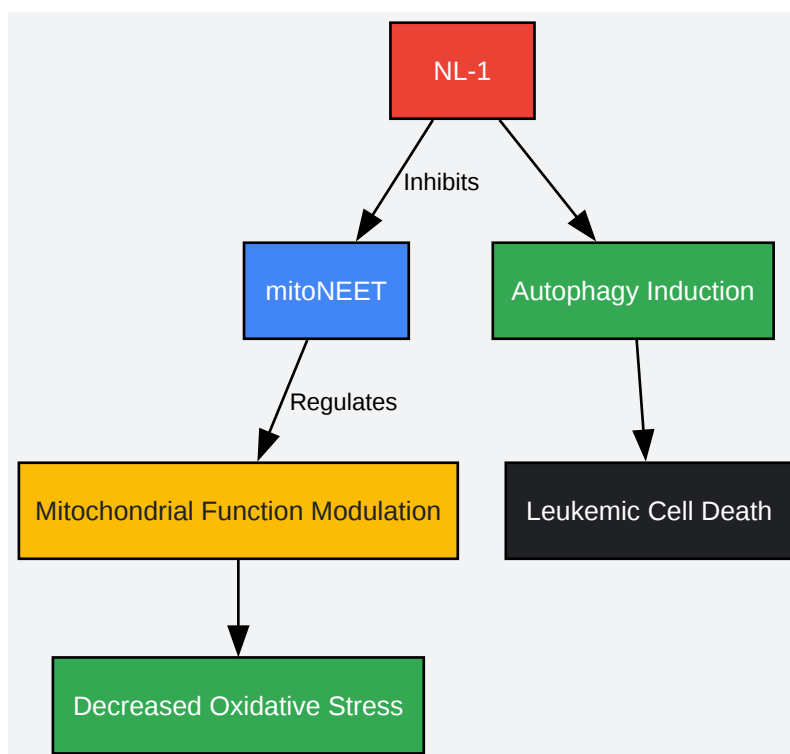 NL-1
Inhibits
mitoNEET
Autophagy Induction
Regulates
Mitochondrial Function Modulation
Leukemic Cell Death
Decreased Oxidative Stress